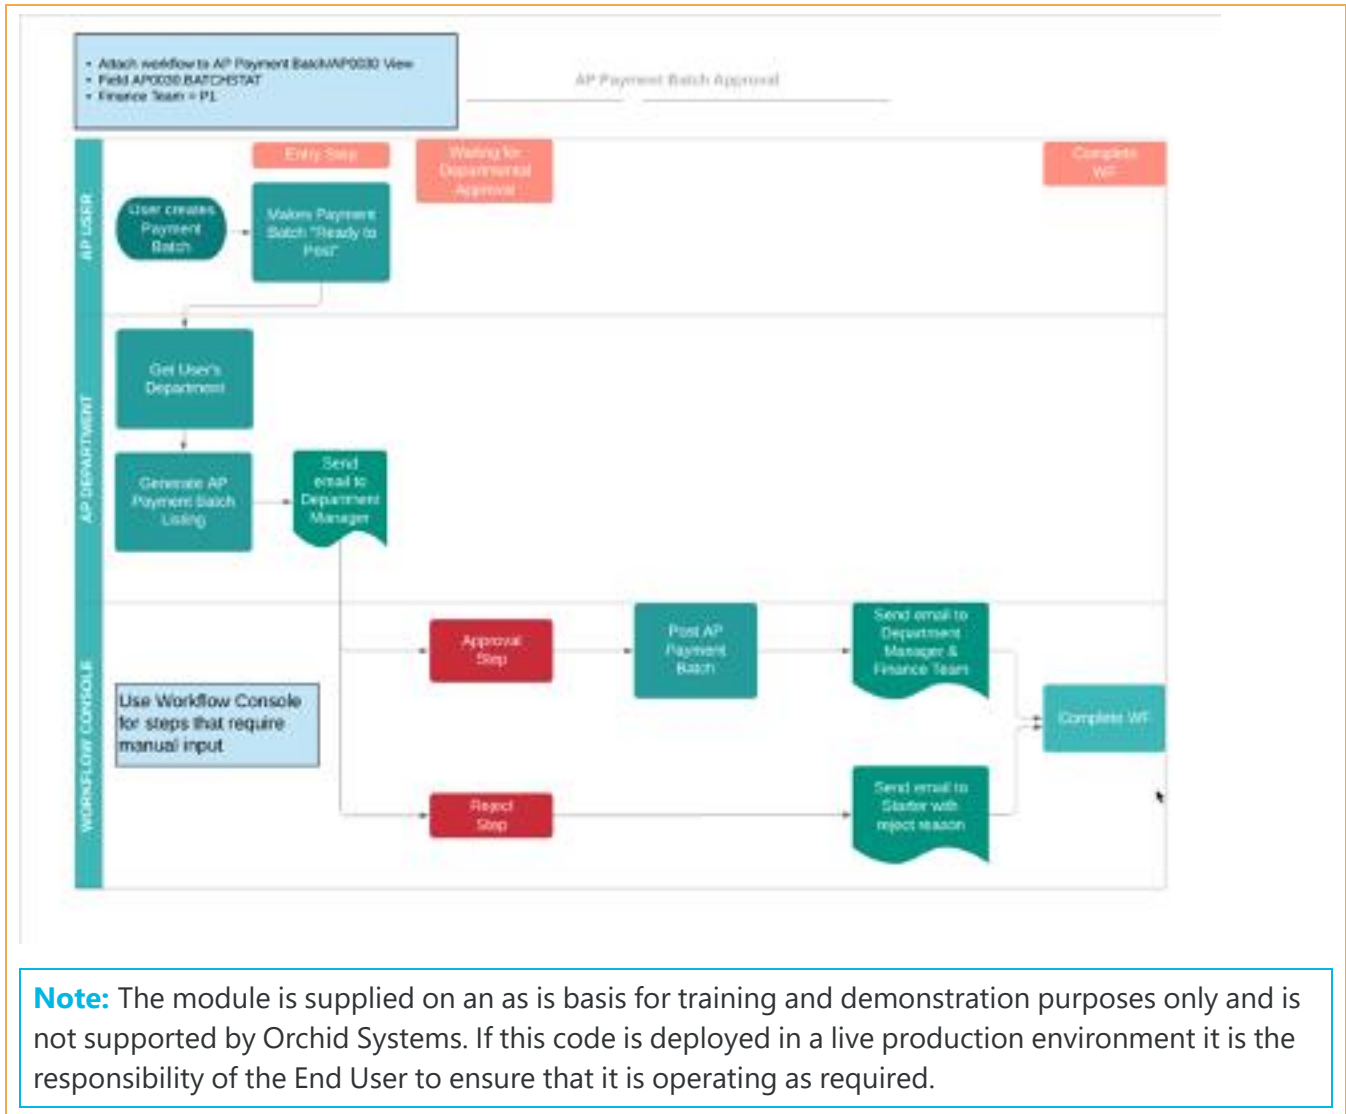 • Attach workflow to AP Payment Batch/AP0030 View
• Field AP0030.BATCHSTAT
• Finance Team = P1
AP Payment Batch Approval
AP USER
Entry Step
Waiting for
Departmental
Approval
Complete
WF
User creates
Payment
Batch
Makes Payment
Batch "Ready to
Post"
AP DEPARTMENT
Get User's
Department
Generate AP
Payment Batch
Listing
Send
email to
Department
Manager
WORKFLOW CONSOLE
Use Workflow Console
for steps that require
manual input
Approval
Step
Post AP
Payment
Batch
Send email to
Department
Manager &
Finance Team
Complete WF
Reject
Step
Send email to
Starter with
reject reason
Note: The module is supplied on an as is basis for training and demonstration purposes only and is
not supported by Orchid Systems. If this code is deployed in a live production environment it is the
responsibility of the End User to ensure that it is operating as required.